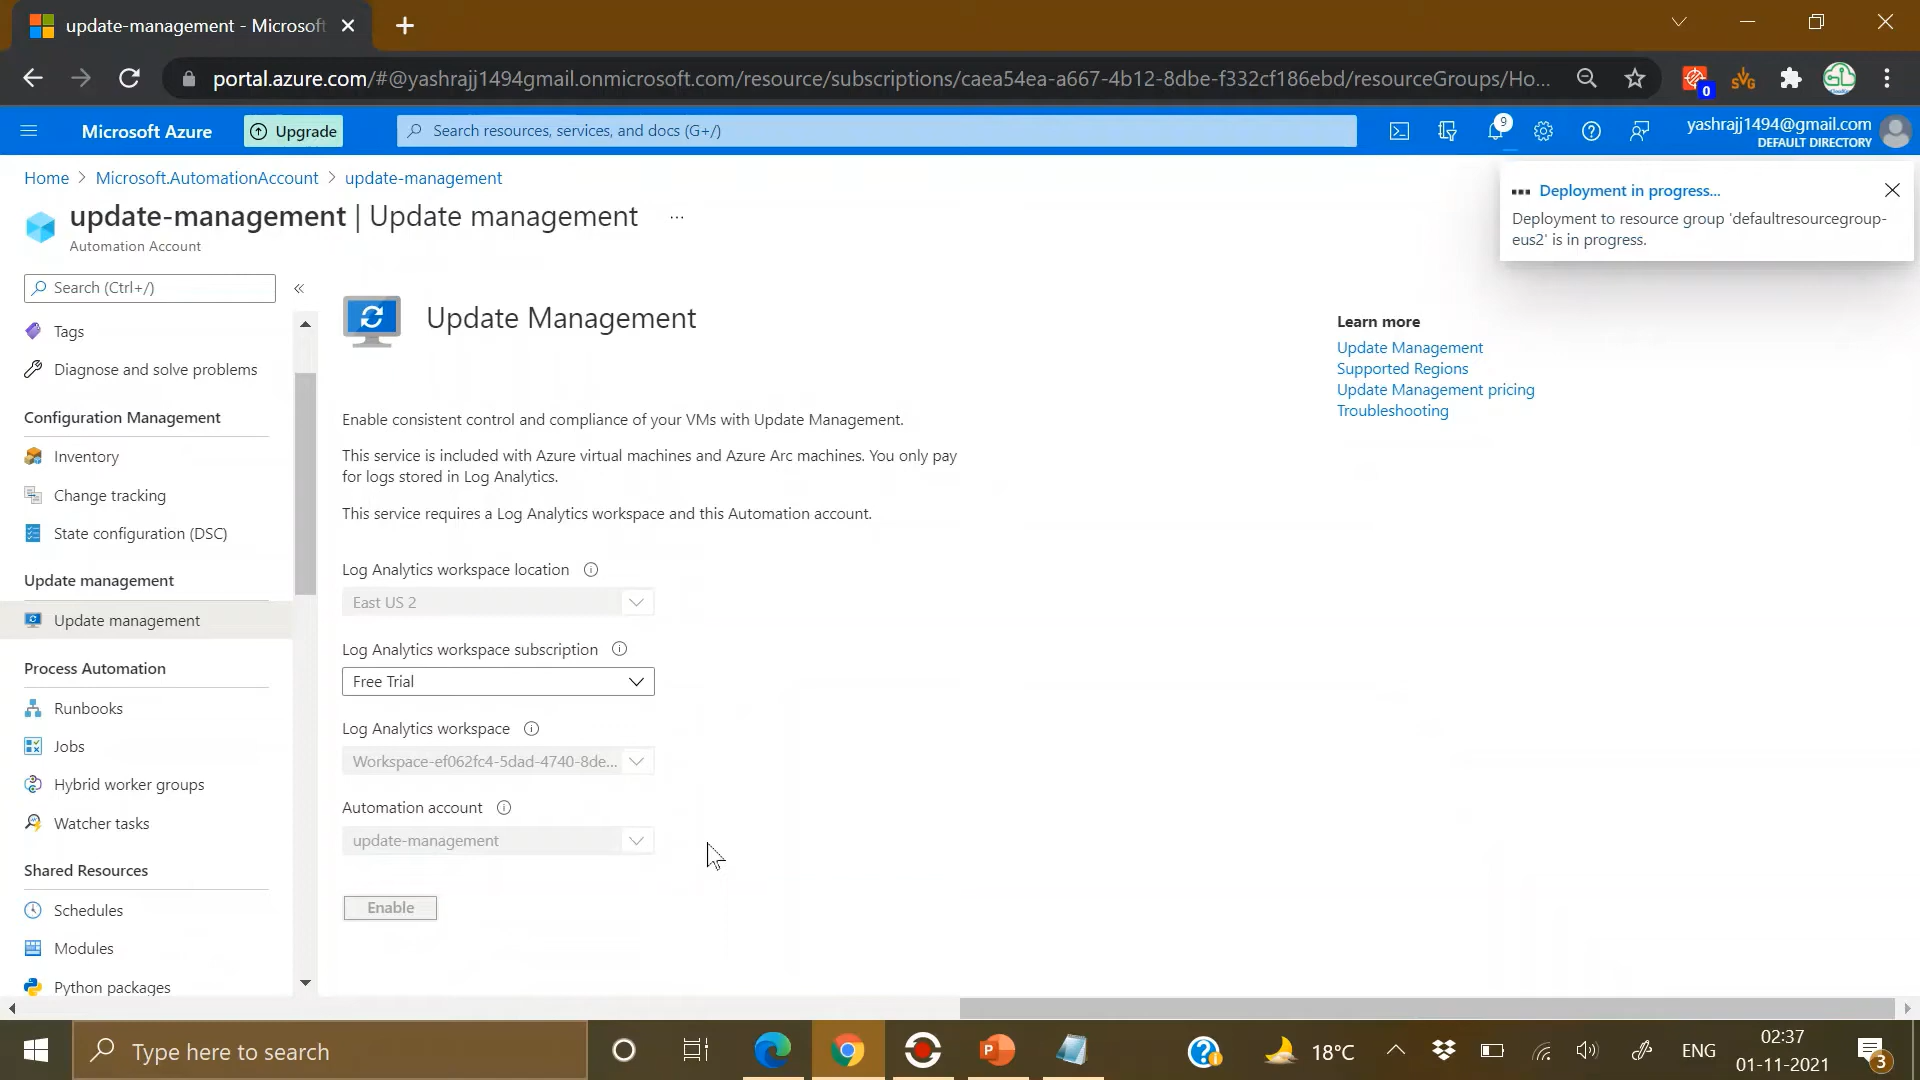 update-management - Microsoft
portal.azure.com/#@yashrajj1494gmail.onmicrosoft.com/resource/subscriptions/caea54ea-a667-4b12-8dbe-f332cf186ebd/resourceGroups/Ho...
0
Microsoft Azure
Upgrade
Search resources, services, and docs (G+/)
9
yashrajj1494@gmail.com
DEFAULT DIRECTORY
Home > Microsoft.AutomationAccount > update-management
update-management | Update management ...
Automation Account
Deployment in progress...
Deployment to resource group 'defaultresourcegroup-
eus2' is in progress.
Search (Ctrl+/)
«
Tags
Diagnose and solve problems
Configuration Management
Inventory
Change tracking
State configuration (DSC)
Update management
Update management
Process Automation
Runbooks
Jobs
Hybrid worker groups
Watcher tasks
Shared Resources
Schedules
Modules
Python packages
Update Management
Enable consistent control and compliance of your VMs with Update Management.
This service is included with Azure virtual machines and Azure Arc machines. You only pay
for logs stored in Log Analytics.
This service requires a Log Analytics workspace and this Automation account.
Log Analytics workspace location
East US 2
Log Analytics workspace subscription
Free Trial
Log Analytics workspace
Workspace-ef062fc4-5dad-4740-8de...
Automation account
update-management
Enable
Learn more
Update Management
Supported Regions
Update Management pricing
Troubleshooting
Type here to search
18°C
ENG
02:37
01-11-2021
3